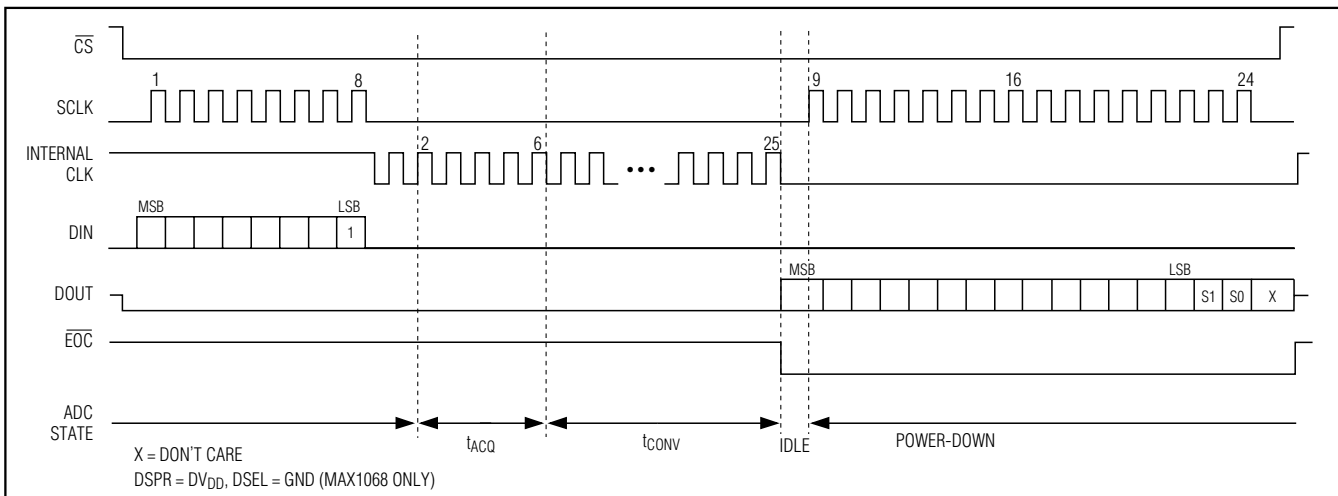 CS
1 8 9 16 24
SCLK
INTERNAL
CLK
2 6 ••• 25
MSB LSB
DIN 1
MSB LSB
DOUT S1 S0 X
EOC
ADC
STATE
tACQ tCONV IDLE POWER-DOWN
X = DON'T CARE
DSPR = DVDD, DSEL = GND (MAX1068 ONLY)